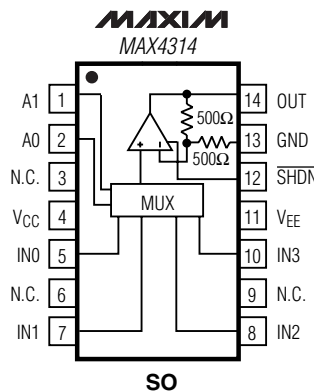 MAXIM
MAX4314
A1 1
A0 2
N.C. 3
VCC 4
IN0 5
N.C. 6
IN1 7
14 OUT
13 GND
12 SHDN
11 VEE
10 IN3
9 N.C.
8 IN2
500Ω
500Ω
+ −
MUX
SO